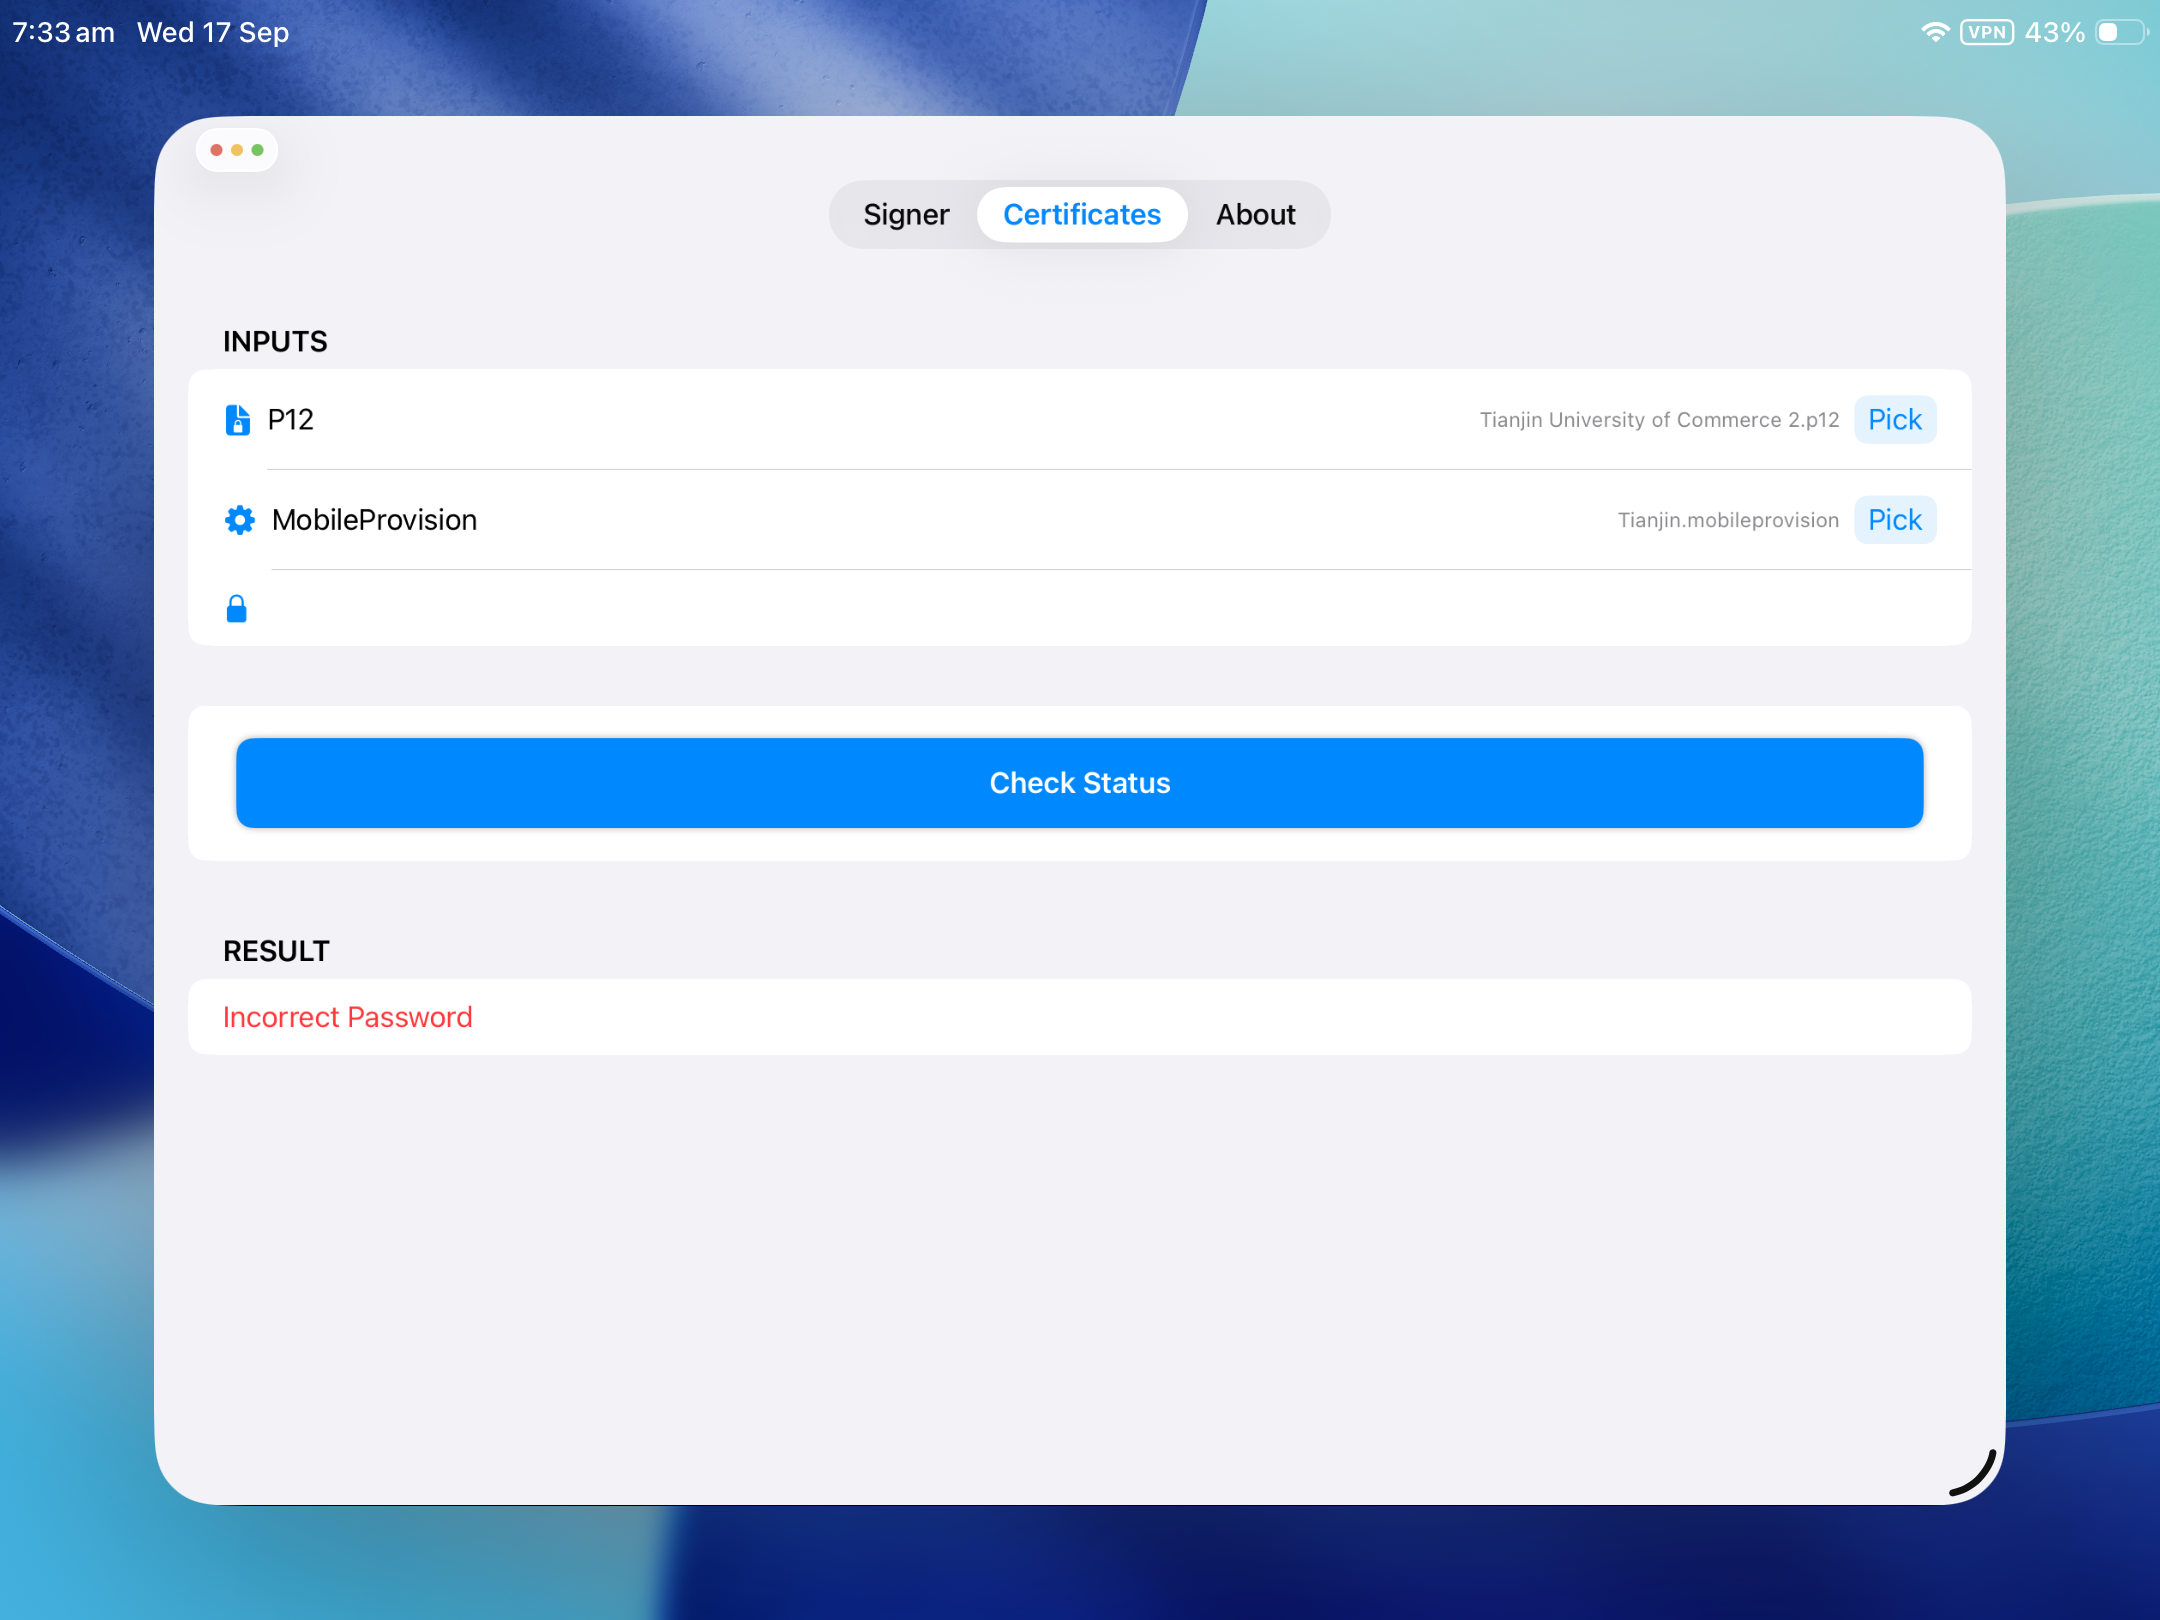 7:33 am Wed 17 Sep
VPN 43%
Signer Certificates About
INPUTS
P12 Tianjin University of Commerce 2.p12 Pick
MobileProvision Tianjin.mobileprovision Pick
Check Status
RESULT
Incorrect Password